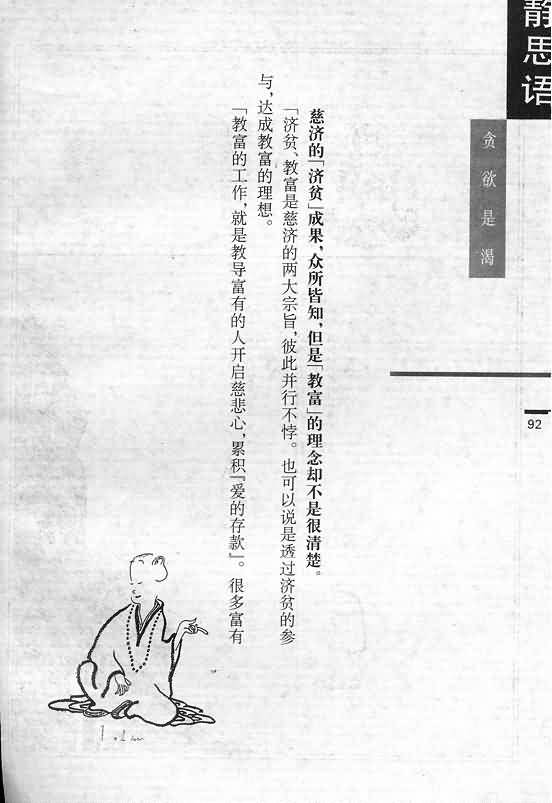 静思语
贪欲是渴
92
慈济的「济贫」成果，众所皆知，但是「教富」的理念却不是很清楚。
「济贫、教富是慈济的两大宗旨，彼此并行不悖。也可以说是透过济贫的参
与，达成教富的理想。
「教富的工作，就是教导富有的人开启慈悲心，累积『爱的存款』。很多富有